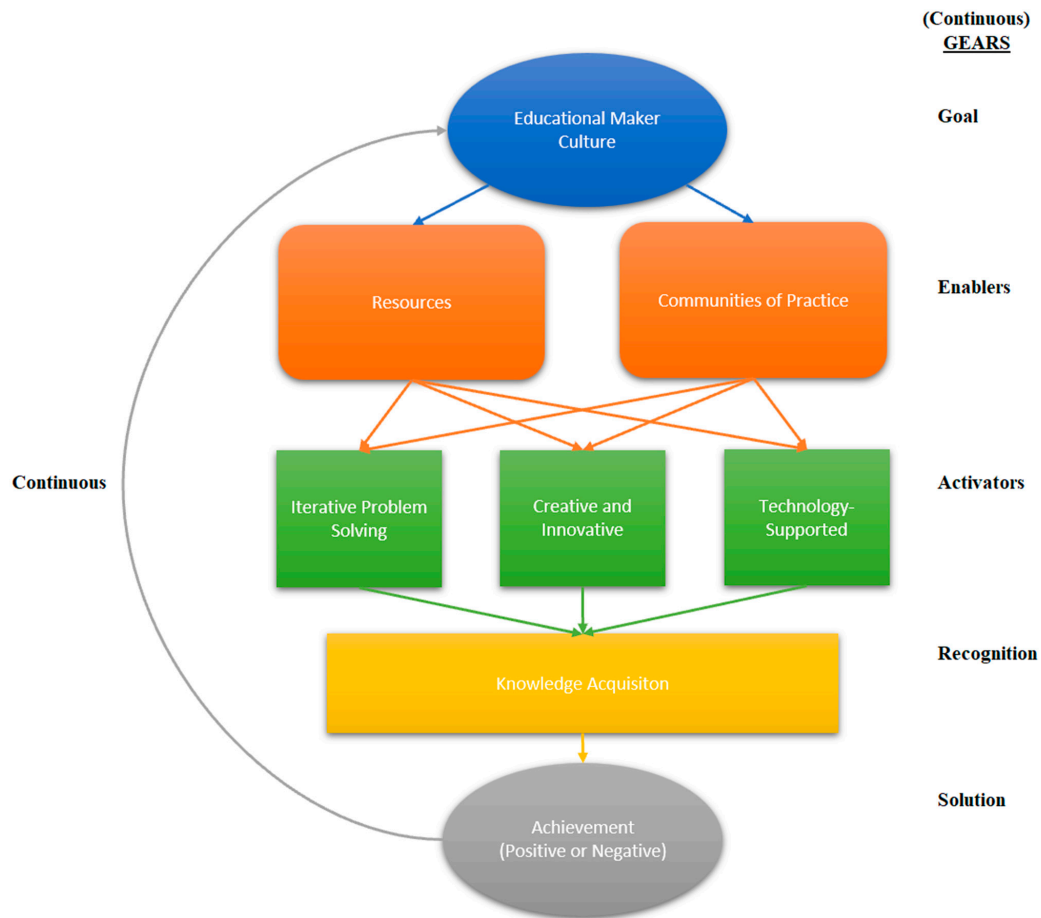 (Continuous)
GEARS
Educational Maker
Culture
Goal
Resources
Communities of Practice
Enablers
Continuous
Iterative Problem
Solving
Creative and
Innovative
Technology-
Supported
Activators
Knowledge Acquisiton
Recognition
Achievement
(Positive or Negative)
Solution